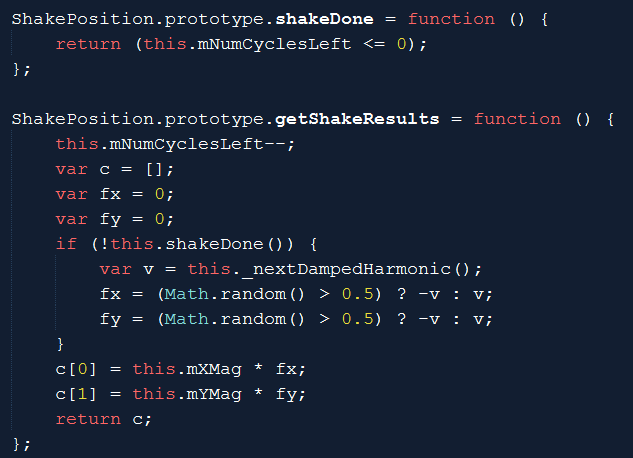 ShakePosition.prototype.shakeDone = function () {
    return (this.mNumCyclesLeft <= 0);
};

ShakePosition.prototype.getShakeResults = function () {
    this.mNumCyclesLeft--;
    var c = [];
    var fx = 0;
    var fy = 0;
    if (!this.shakeDone()) {
        var v = this._nextDampedHarmonic();
        fx = (Math.random() > 0.5) ? -v : v;
        fy = (Math.random() > 0.5) ? -v : v;
    }
    c[0] = this.mXMag * fx;
    c[1] = this.mYMag * fy;
    return c;
};